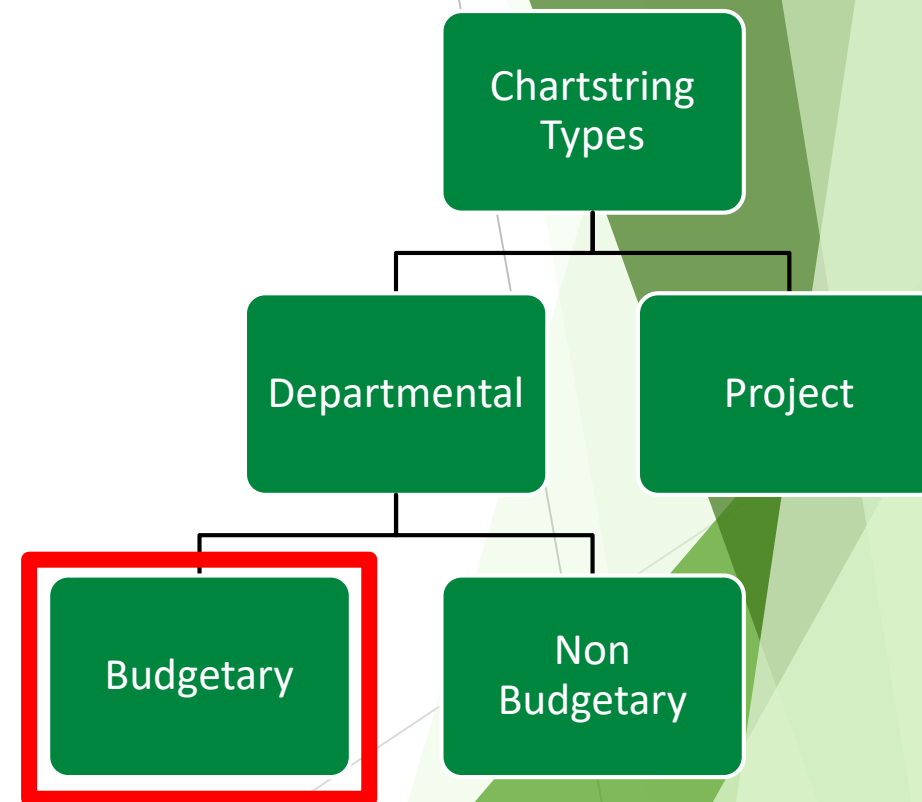 Chartstring
Types
Departmental
Project
Budgetary
Non
Budgetary